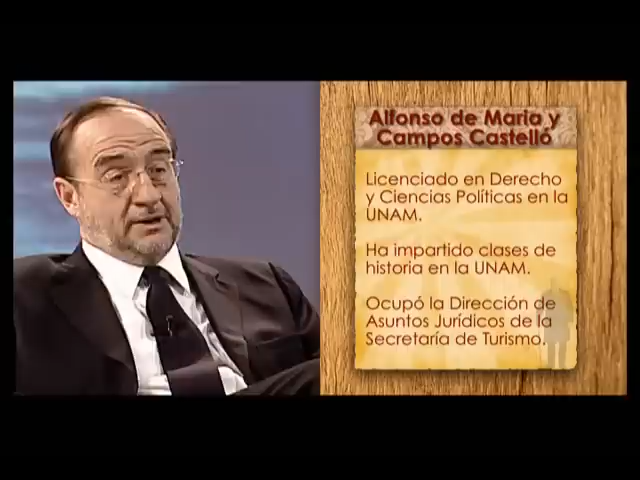 Alfonso de Maria y
Campos Castelló
Licenciado en Derecho
y Ciencias Políticas en la
UNAM.
Ha impartido clases de
historia en la UNAM.
Ocupó la Dirección de
Asuntos Jurídicos de la
Secretaría de Turismo.